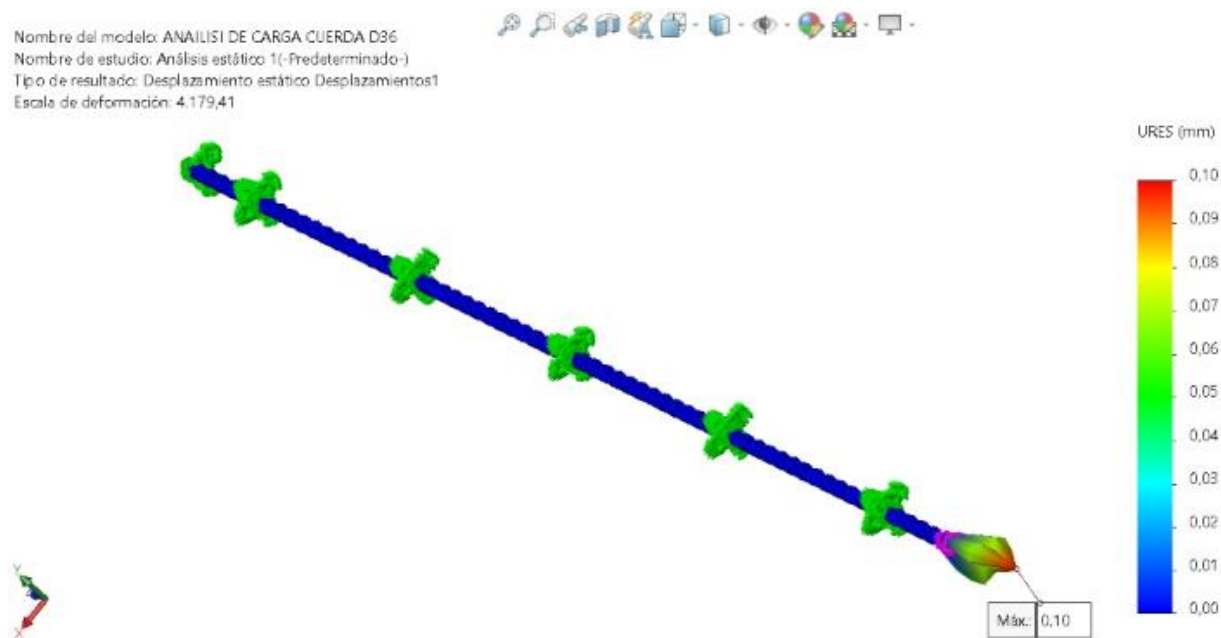 Nombre del modelo: ANAILISI DE CARGA CUERDA D36
Nombre de estudio: Análisis estático 1(-Predeterminado-)
Tipo de resultado: Desplazamiento estático Desplazamientos1
Escala de deformación: 4.179,41
URES (mm)
0,10
0,09
0,08
0,07
0,06
0,05
0,04
0,03
0,02
0,01
0,00
Máx.: 0,10
Y
X